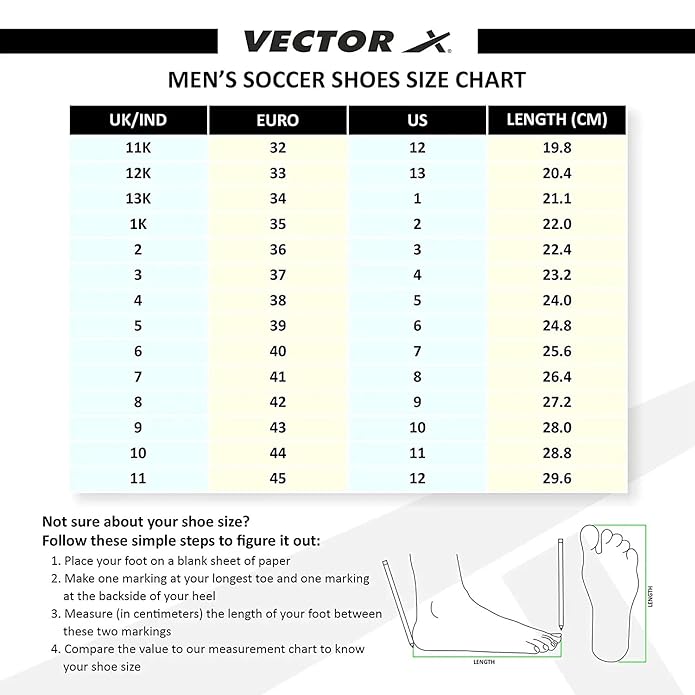 VECTOR X®
MEN'S SOCCER SHOES SIZE CHART
UK/IND EURO US LENGTH (CM)
11K 32 12 19.8
12K 33 13 20.4
13K 34 1 21.1
1K 35 2 22.0
2 36 3 22.4
3 37 4 23.2
4 38 5 24.0
5 39 6 24.8
6 40 7 25.6
7 41 8 26.4
8 42 9 27.2
9 43 10 28.0
10 44 11 28.8
11 45 12 29.6
Not sure about your shoe size?
Follow these simple steps to figure it out:
1. Place your foot on a blank sheet of paper
2. Make one marking at your longest toe and one marking
at the backside of your heel
3. Measure (in centimeters) the length of your foot between
these two markings
4. Compare the value to our measurement chart to know
your shoe size
LENGTH
LENGTH